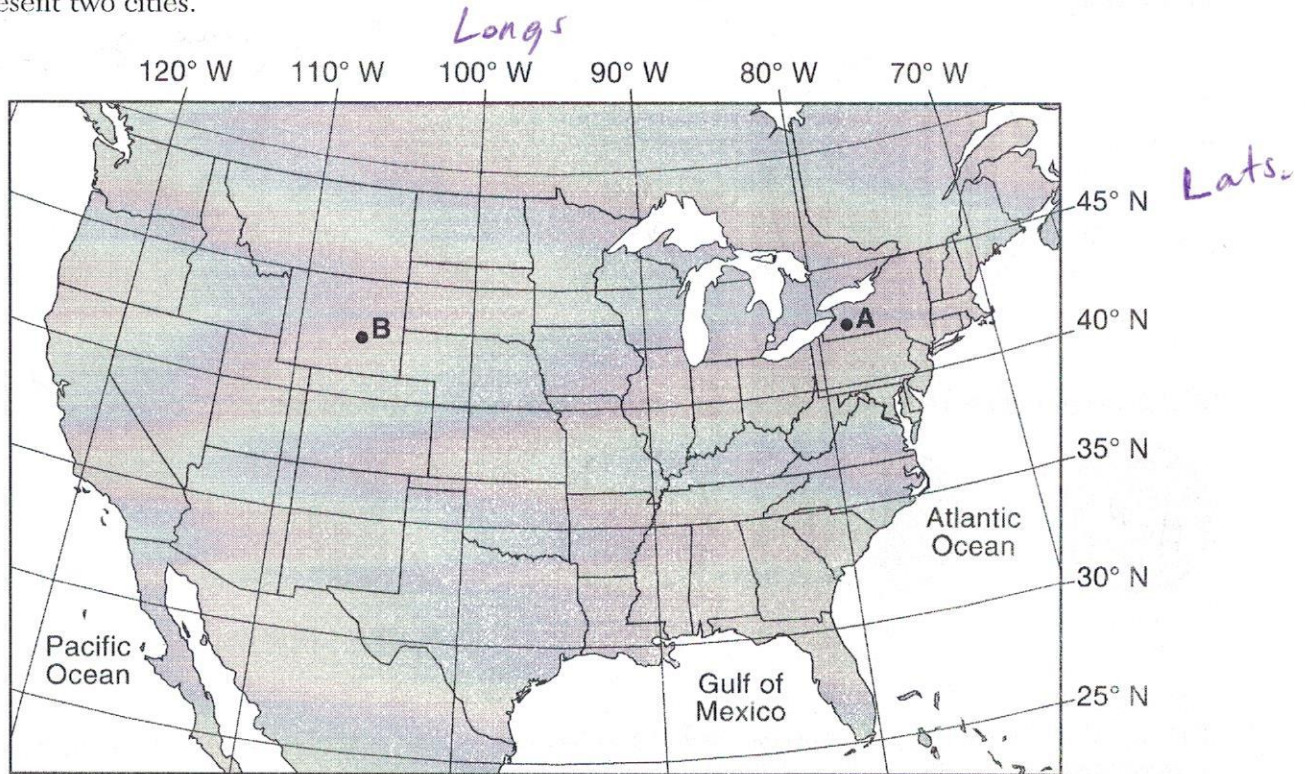 esent two cities.
Longs
120° W 110° W 100° W 90° W 80° W 70° W
Lats.
45° N
40° N
B
A
35° N
Atlantic
Ocean
30° N
Pacific
Ocean
Gulf of
Mexico
25° N